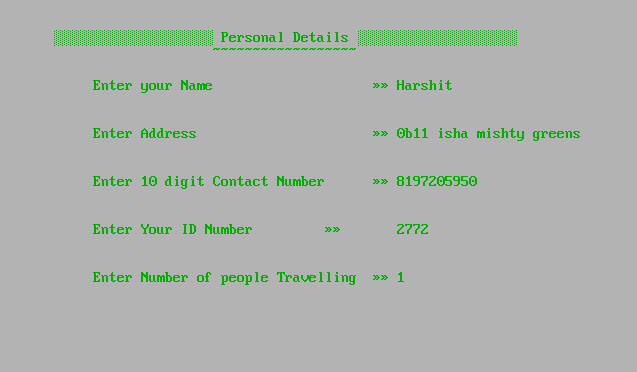 Personal Details
~~~~~~~~~~~~~~~~~~
Enter your Name »» Harshit
Enter Address »» 0b11 isha mishty greens
Enter 10 digit Contact Number »» 8197205950
Enter Your ID Number »» 2772
Enter Number of people Travelling »» 1